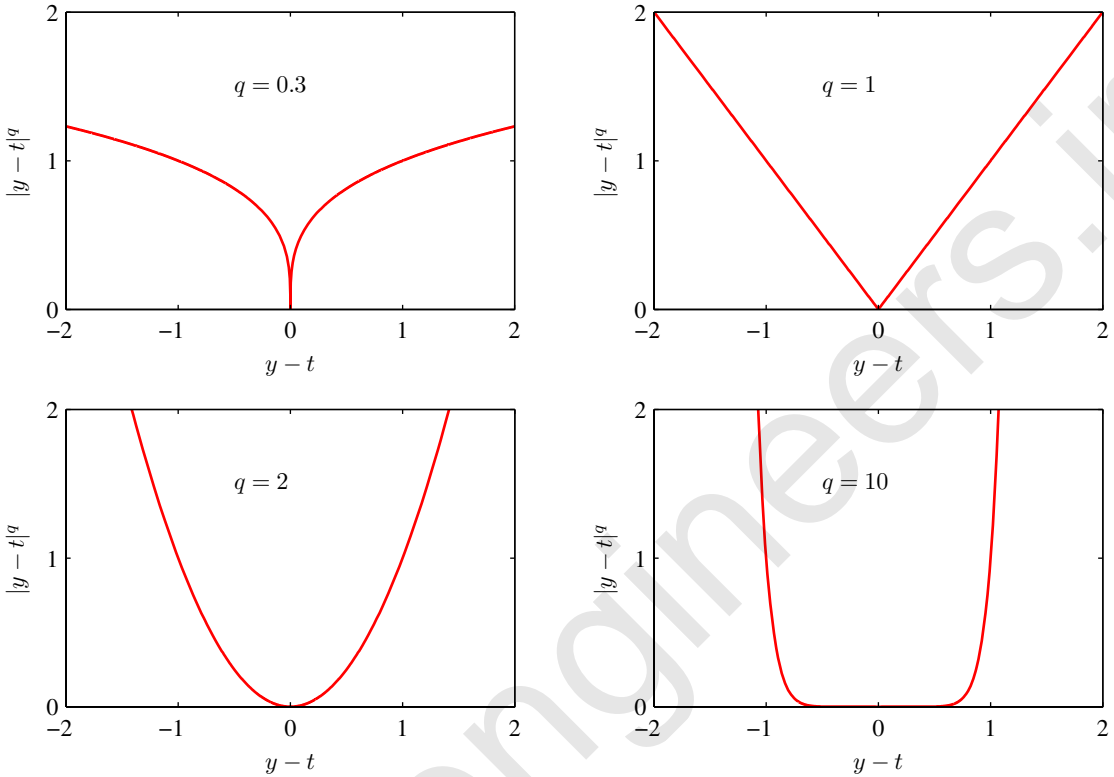 2
q = 0.3
|y − t|^q
1
0
−2 −1 0 1 2
y − t
2
q = 1
|y − t|^q
1
0
−2 −1 0 1 2
y − t
2
q = 2
|y − t|^q
1
0
−2 −1 0 1 2
y − t
2
q = 10
|y − t|^q
1
0
−2 −1 0 1 2
y − t
ngineers.i